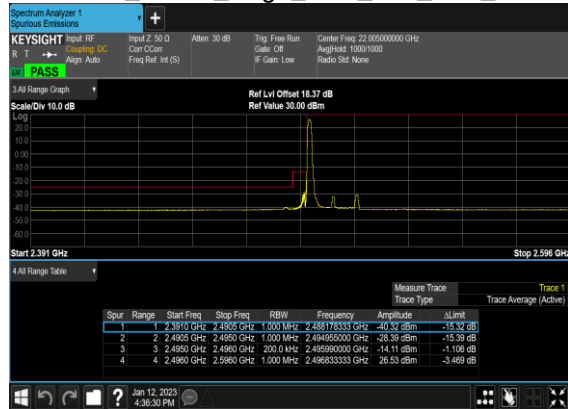 Spectrum Analyzer 1
Spurious Emissions
KEYSIGHT Input: RF Input Z: 50 Ω Atten: 30 dB Trig: Free Run Center Freq: 22.005000000 GHz
R T Coupling: DC Corr CCorr Gate: Off Avg|Hold: 1000/1000
Align: Auto Freq Ref: Int (S) IF Gain: Low Radio Std: None
PASS
3 All Range Graph Ref Lvl Offset 18.37 dB
Scale/Div 10.0 dB Ref Value 30.00 dBm
Log
20.0
10.0
0.00
-10.0
-20.0
-30.0
-40.0
-50.0
-60.0
Start 2.391 GHz Stop 2.596 GHz
4 All Range Table
Measure Trace Trace 1
Trace Type Trace Average (Active)
Spur Range Start Freq Stop Freq RBW Frequency Amplitude ΔLimit
1 1 2.3910 GHz 2.4905 GHz 1.000 MHz 2.488178333 GHz -40.32 dBm -15.32 dB
2 2 2.4905 GHz 2.4950 GHz 1.000 MHz 2.494955000 GHz -28.39 dBm -15.39 dB
3 3 2.4950 GHz 2.4960 GHz 200.0 kHz 2.495990000 GHz -14.11 dBm -1.106 dB
4 4 2.4960 GHz 2.5960 GHz 1.000 MHz 2.496833333 GHz 26.53 dBm -3.469 dB
? Jan 12, 2023
4:36:30 PM